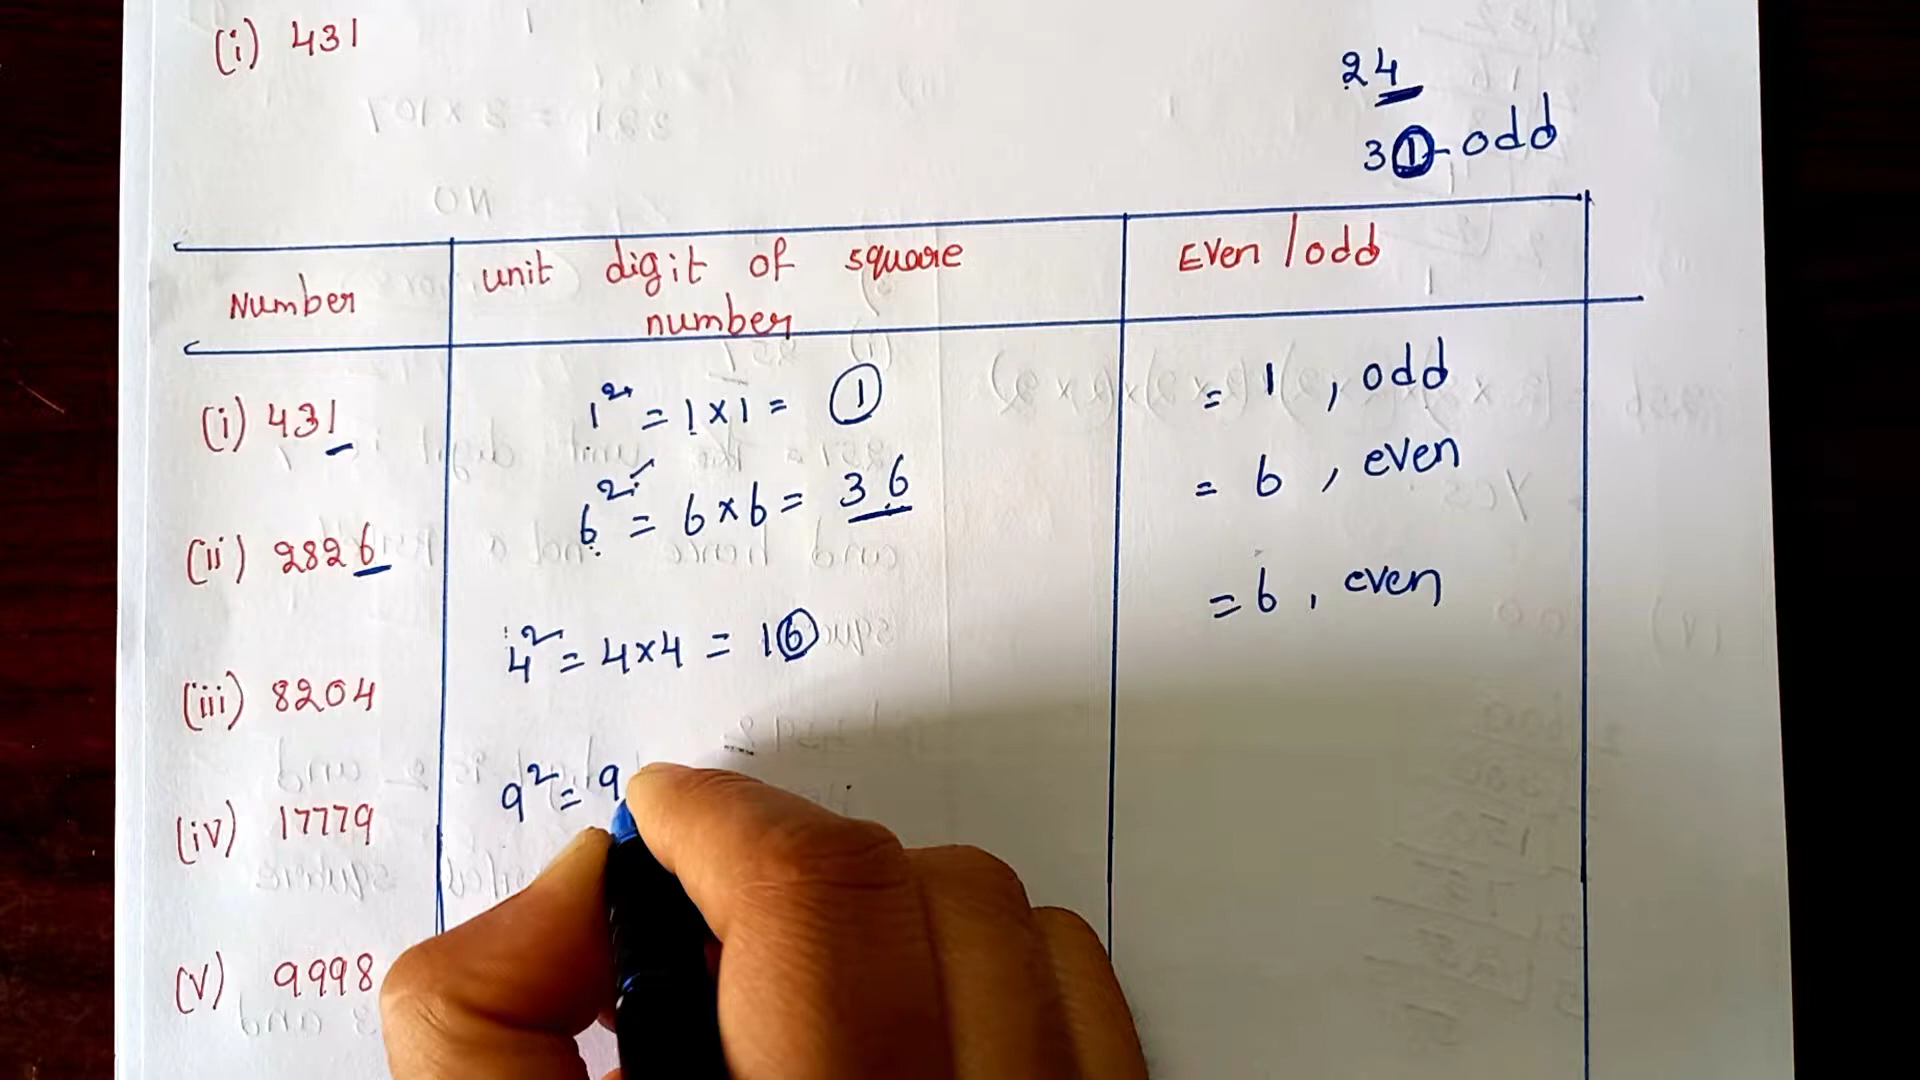 (i) 431
24
3①-odd
Number
unit digit of square
number
Even/odd
(i) 431
1² = 1×1 = ①
= 1, odd
(ii) 2826
6² = 6×6 = 36
= 6, even
(iii) 8204
4² = 4×4 = 1⑥
= 6, even
(iv) 17779
9² = 9
(v) 9998